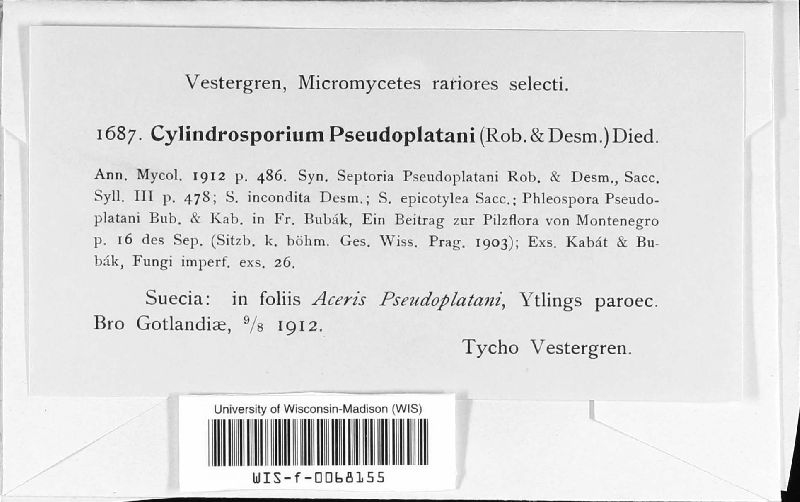 Vestergren, Micromycetes rariores selecti.
1687. Cylindrosporium Pseudoplatani (Rob. & Desm.) Died.
Ann. Mycol. 1912 p. 486. Syn. Septoria Pseudoplatani Rob. & Desm., Sacc.
Syll. III p. 478; S. incondita Desm.; S. epicotylea Sacc.; Phleospora Pseudo-
platani Bub. & Kab. in Fr. Bubák, Ein Beitrag zur Pilzflora von Montenegro
p. 16 des Sep. (Sitzb. k. böhm. Ges. Wiss. Prag. 1903); Exs. Kabát & Bu-
bák, Fungi imperf. exs. 26.
Suecia: in foliis Aceris Pseudoplatani, Ytlings paroec.
Bro Gotlandiæ, 9/8 1912.
Tycho Vestergren.
University of Wisconsin-Madison (WIS)
WIS-f-0068155